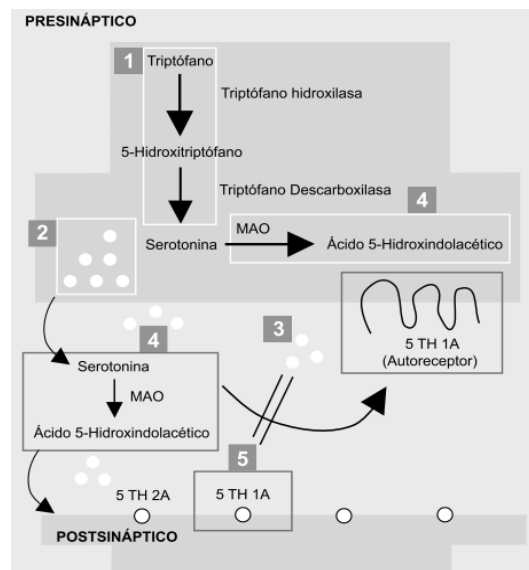 PRESINÁPTICO
1
Triptófano
Triptófano hidroxilasa
5-Hidroxitriptófano
Triptófano Descarboxilasa
2
4
MAO
Serotonina
Ácido 5-Hidroxindolacético
3
4
5 TH 1A
(Autoreceptor)
Serotonina
MAO
Ácido 5-Hidroxindolacético
5
5 TH 2A
5 TH 1A
POSTSINÁPTICO